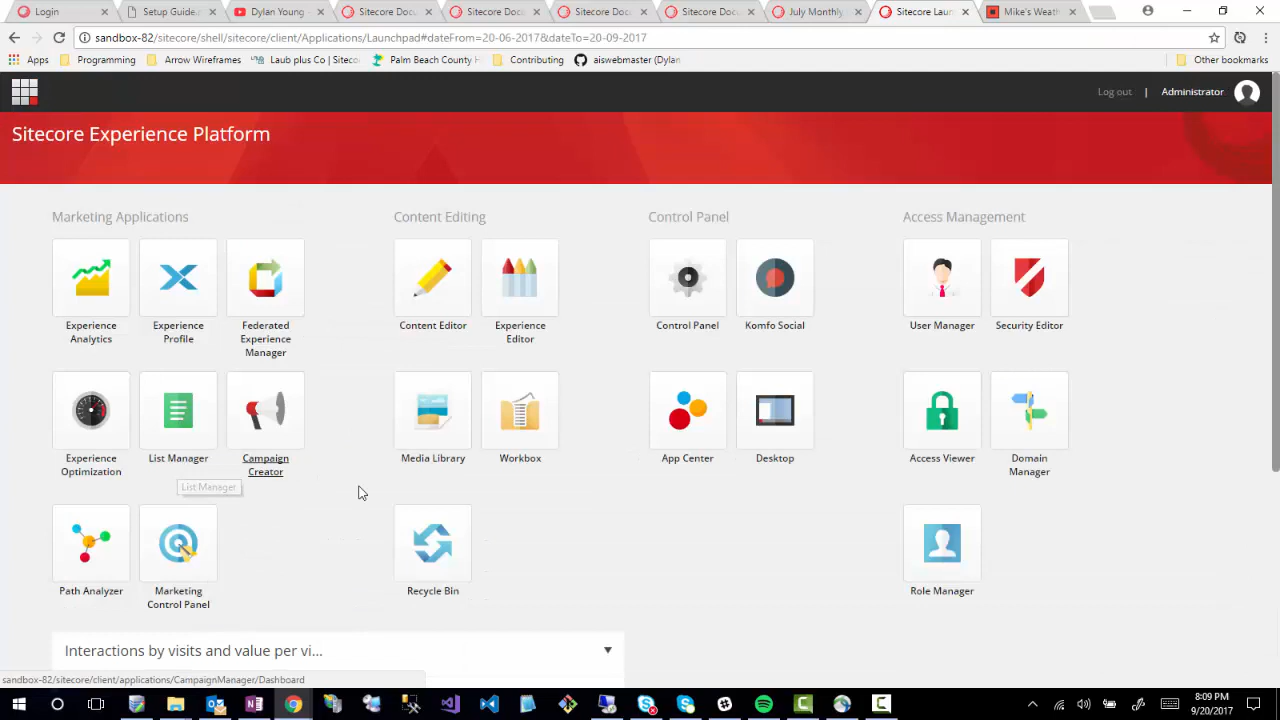 Login
Setup Guide.
Dylan Young -
Sitecore Docu
Sitecore Docu
Sitecore Docu
Sitecore Docu
July Monthly
Sitecore Laun
Mike's Weath
sandbox-82/sitecore/shell/sitecore/client/Applications/Launchpad#dateFrom=20-06-2017&dateTo=20-09-2017
Apps
Programming
Arrow Wireframes
Laub plus Co | Siteco
Palm Beach County H
Contributing
aiswebmaster (Dylan
Other bookmarks
Log out | Administrator
Sitecore Experience Platform
Marketing Applications
Experience
Analytics
Experience
Profile
Federated
Experience
Manager
Experience
Optimization
List Manager
Campaign
Creator
List Manager
Path Analyzer
Marketing
Control Panel
Content Editing
Content Editor
Experience
Editor
Media Library
Workbox
Recycle Bin
Control Panel
Control Panel
Komfo Social
App Center
Desktop
Access Management
User Manager
Security Editor
Access Viewer
Domain
Manager
Role Manager
Interactions by visits and value per vi...
sandbox-82/sitecore/client/applications/CampaignManager/Dashboard
8:09 PM
9/20/2017